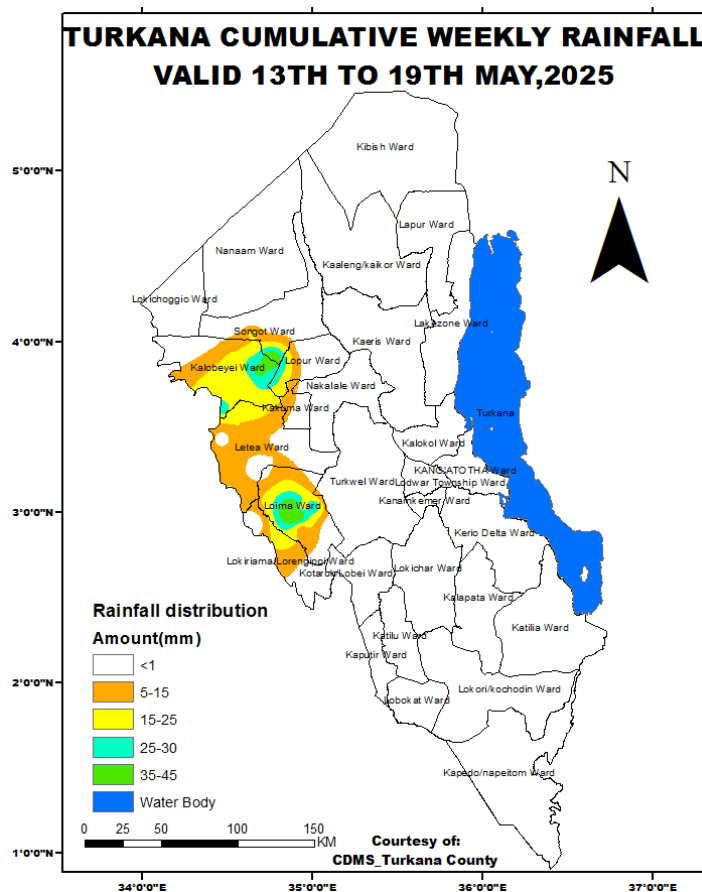 TURKANA CUMULATIVE WEEKLY RAINFALL
VALID 13TH TO 19TH MAY,2025
N
5°0'0"N
4°0'0"N
3°0'0"N
2°0'0"N
1°0'0"N
Kibish Ward
Lapur Ward
Nanaam Ward
Kaaleng/kaikor Ward
Lokichoggio Ward
Songot Ward
Lakezone Ward
Kaeris Ward
Lopur Ward
Kalobeyei Ward
Nakalale Ward
Kakuma Ward
Turkana
Letea Ward
Kalokol Ward
KANG'ATOTHA Ward
Turkwel Ward
Lodwar Township Ward
Kanamkemer Ward
Loima Ward
Kerio Delta Ward
Lokiriama/Lorengippi Ward
Kotaruk/Lobei Ward
Lokichar Ward
Kalapata Ward
Katilia Ward
Katilu Ward
Kaputir Ward
Lobokat Ward
Lokori/kochodin Ward
Kapedo/napeitom Ward
Rainfall distribution
Amount(mm)
<1
5-15
15-25
25-30
35-45
Water Body
0 25 50 100 150
KM
Courtesy of:
CDMS_Turkana County
34°0'0"E 35°0'0"E 36°0'0"E 37°0'0"E